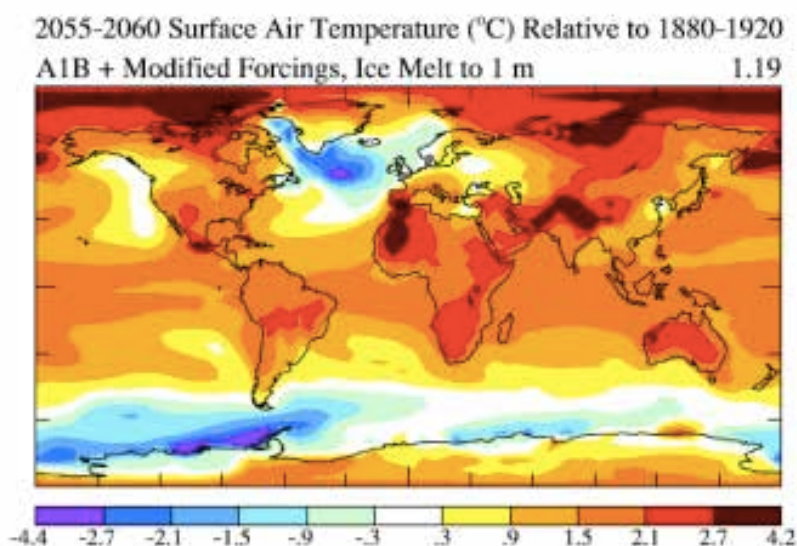 2055-2060 Surface Air Temperature (°C) Relative to 1880-1920
A1B + Modified Forcings, Ice Melt to 1 m 1.19
-4.4 -2.7 -2.1 -1.5 -.9 -.3 .3 .9 1.5 2.1 2.7 4.2